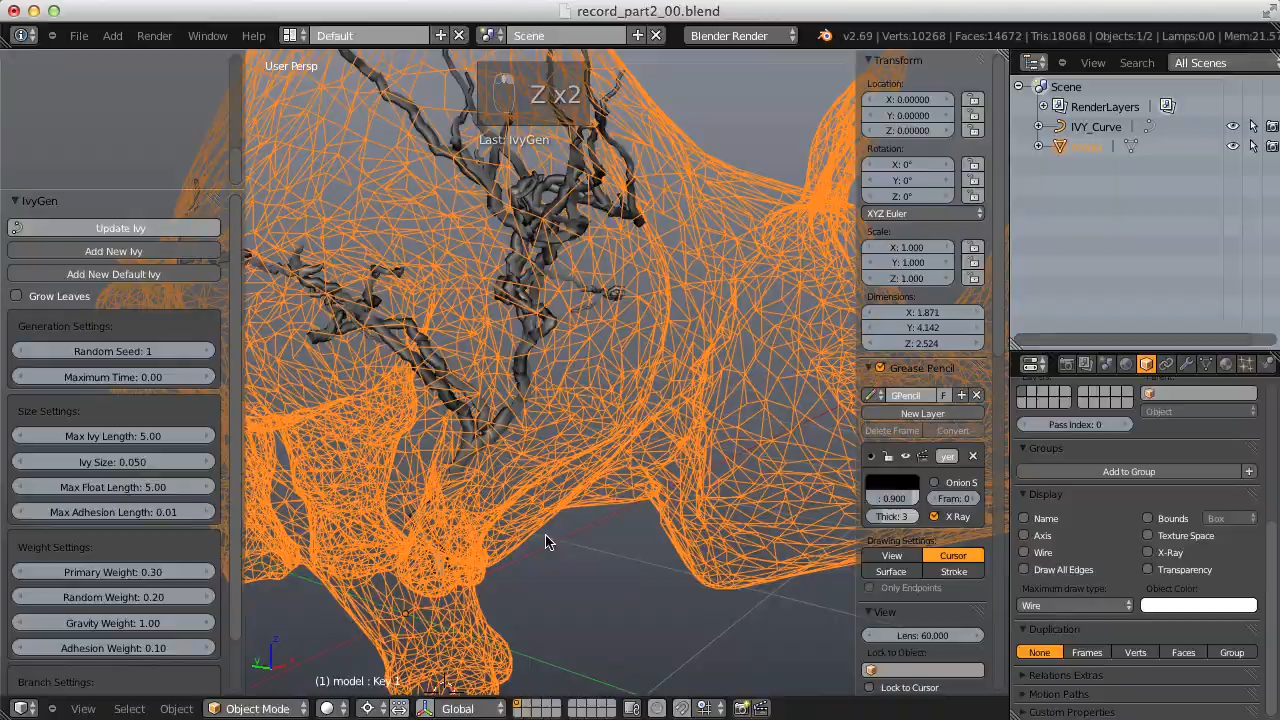 record_part2_00.blend
File Add Render Window Help Default Scene Blender Render v2.69 | Verts:10268 | Faces:14672 | Tris:18068 | Objects:1/2 | Lamps:0/0 | Mem:21.57
User Persp
Z x2
Last: IvyGen
IvyGen
Update Ivy
Add New Ivy
Add New Default Ivy
Grow Leaves
Generation Settings:
Random Seed: 1
Maximum Time: 0.00
Size Settings:
Max Ivy Length: 5.00
Ivy Size: 0.050
Max Float Length: 5.00
Max Adhesion Length: 0.01
Weight Settings:
Primary Weight: 0.30
Random Weight: 0.20
Gravity Weight: 1.00
Adhesion Weight: 0.10
Branch Settings:
(1) model : Key 1
View Select Object Object Mode Global
Transform
Location:
X: 0.00000
Y: 0.00000
Z: 0.00000
Rotation:
X: 0°
Y: 0°
Z: 0°
XYZ Euler
Scale:
X: 1.000
Y: 1.000
Z: 1.000
Dimensions:
X: 1.871
Y: 4.142
Z: 2.524
Grease Pencil
GPencil F
New Layer
Delete Frame Convert
yer
Onion S
: 0.900 Fram: 0
Thick: 3 X Ray
Drawing Settings:
View Cursor
Surface Stroke
Only Endpoints
View
Lens: 60.000
Lock to Object:
Lock to Cursor
View Search All Scenes
Scene
RenderLayers
IVY_Curve
Layers: Parent:
Object
Pass Index: 0
Groups
Add to Group
Display
Name Bounds Box
Axis Texture Space
Wire X-Ray
Draw All Edges Transparency
Maximum draw type: Object Color:
Wire
Duplication
None Frames Verts Faces Group
Relations Extras
Motion Paths
Custom Properties
z
y x